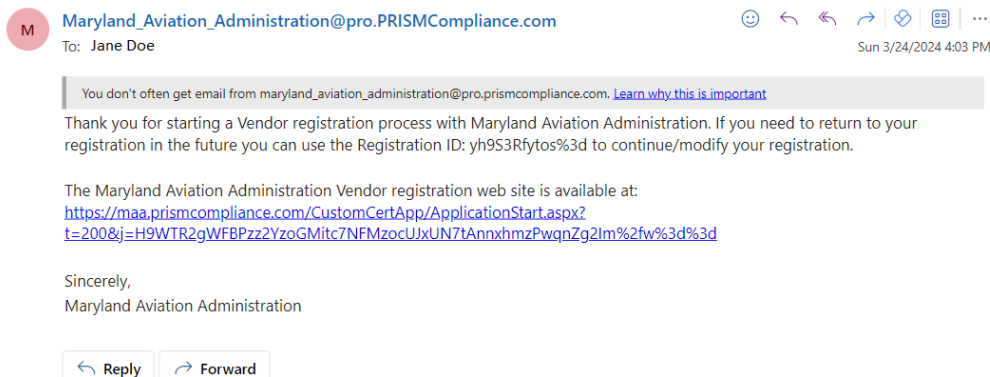 M
Maryland_Aviation_Administration@pro.PRISMCompliance.com
To: Jane Doe
Sun 3/24/2024 4:03 PM
You don't often get email from maryland_aviation_administration@pro.prismcompliance.com. Learn why this is important
Thank you for starting a Vendor registration process with Maryland Aviation Administration. If you need to return to your
registration in the future you can use the Registration ID: yh9S3Rfytos%3d to continue/modify your registration.
The Maryland Aviation Administration Vendor registration web site is available at:
https://maa.prismcompliance.com/CustomCertApp/ApplicationStart.aspx?
t=200&j=H9WTR2gWFBPzz2YzoGMitc7NFMzocUJxUN7tAnnxhmzPwqnZg2Im%2fw%3d%3d
Sincerely,
Maryland Aviation Administration
Reply
Forward